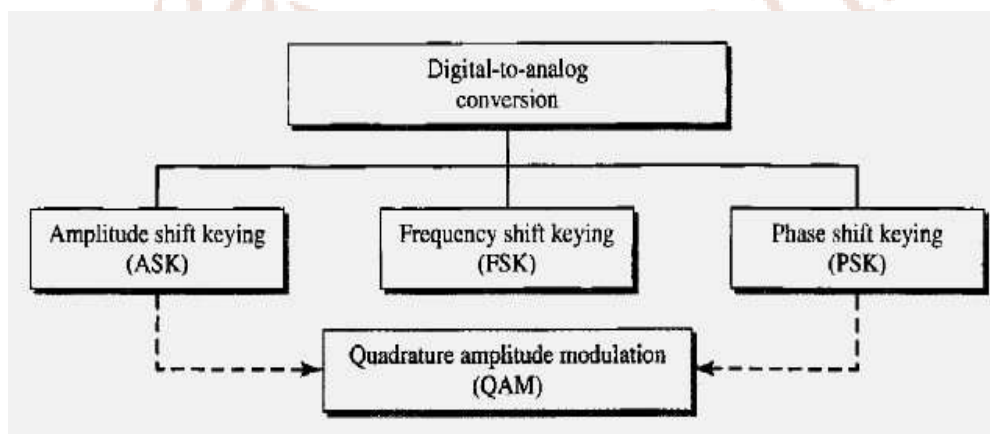 Digital-to-analog
conversion
Amplitude shift keying
(ASK)
Frequency shift keying
(FSK)
Phase shift keying
(PSK)
Quadrature amplitude modulation
(QAM)